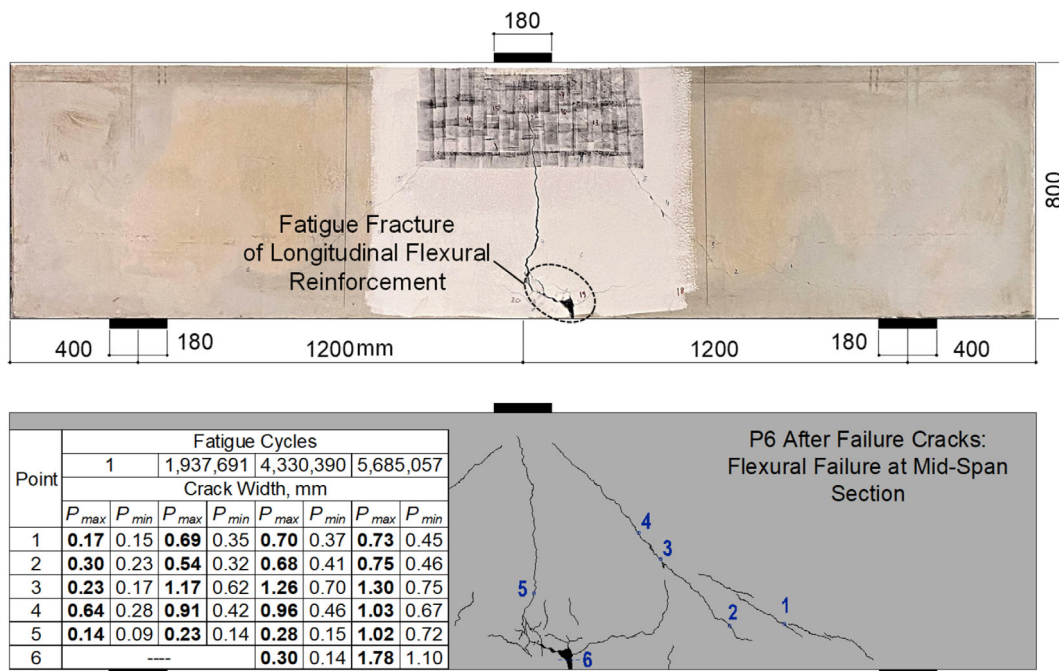 180
Fatigue Fracture
of Longitudinal Flexural
Reinforcement
800
20
19
18
400
180
1200mm
1200
180
400
P6 After Failure Cracks:
Flexural Failure at Mid-Span
Section
Point
Fatigue Cycles
1 1,937,691 4,330,390 5,685,057
Crack Width, mm
Pmax Pmin Pmax Pmin Pmax Pmin Pmax Pmin
1 0.17 0.15 0.69 0.35 0.70 0.37 0.73 0.45
2 0.30 0.23 0.54 0.32 0.68 0.41 0.75 0.46
3 0.23 0.17 1.17 0.62 1.26 0.70 1.30 0.75
4 0.64 0.28 0.91 0.42 0.96 0.46 1.03 0.67
5 0.14 0.09 0.23 0.14 0.28 0.15 1.02 0.72
6 ---- 0.30 0.14 1.78 1.10
4
3
5
2
1
6